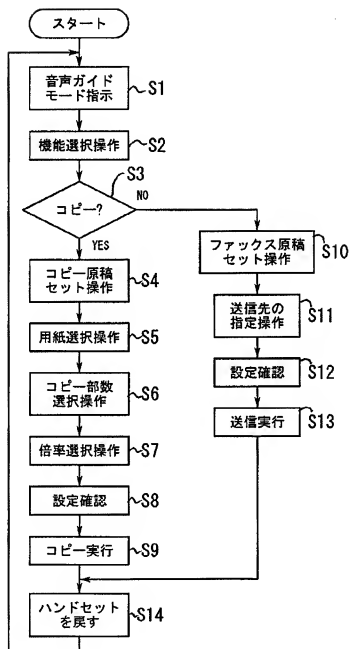 スタート
音声ガイド
モード指示
S1
機能選択操作
S2
S3
コピー?
NO
YES
コピー原稿
セット操作
S4
用紙選択操作
S5
コピー部数
選択操作
S6
倍率選択操作
S7
設定確認
S8
コピー実行
S9
ファックス原稿
セット操作
S10
送信先の
指定操作
S11
設定確認
S12
送信実行
S13
ハンドセット
を戻す
S14